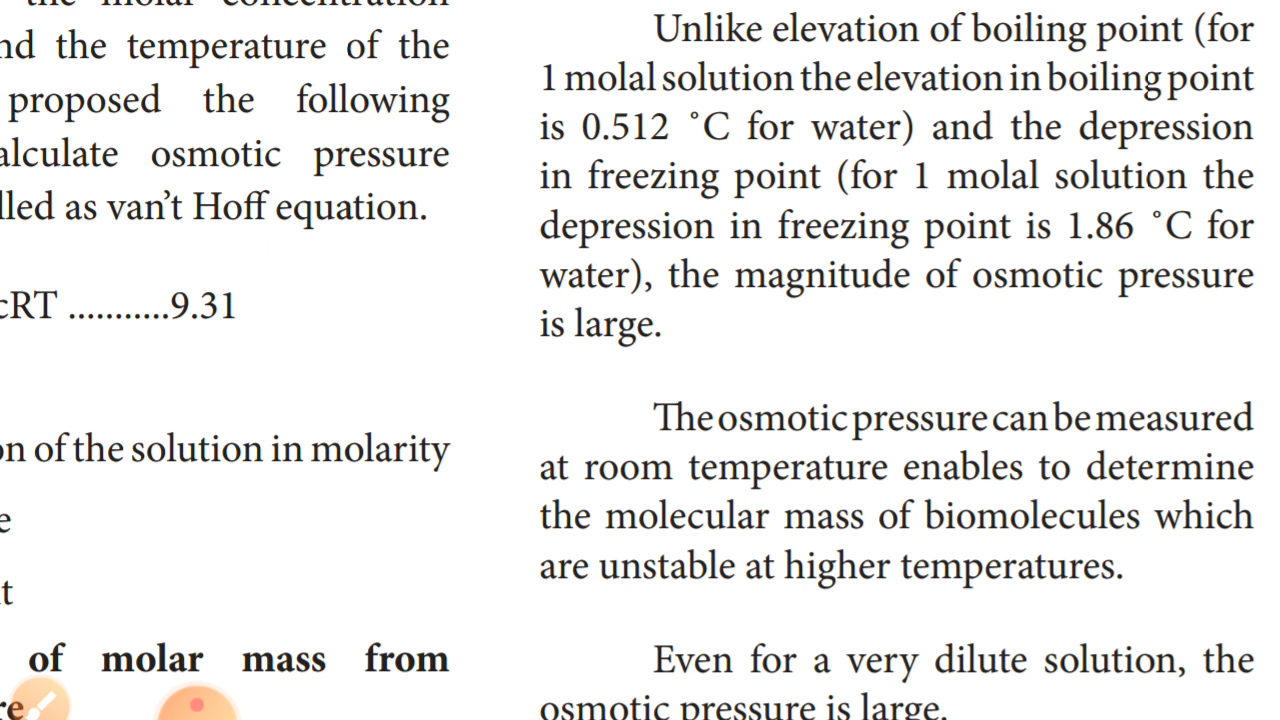 the molar concentration
nd the temperature of the
proposed the following
alculate osmotic pressure
lled as van't Hoff equation.
cRT ...........9.31
on of the solution in molarity
e
t
of molar mass from
re
Unlike elevation of boiling point (for
1 molal solution the elevation in boiling point
is 0.512 ˚C for water) and the depression
in freezing point (for 1 molal solution the
depression in freezing point is 1.86 ˚C for
water), the magnitude of osmotic pressure
is large.
The osmotic pressure can be measured
at room temperature enables to determine
the molecular mass of biomolecules which
are unstable at higher temperatures.
Even for a very dilute solution, the
osmotic pressure is large.